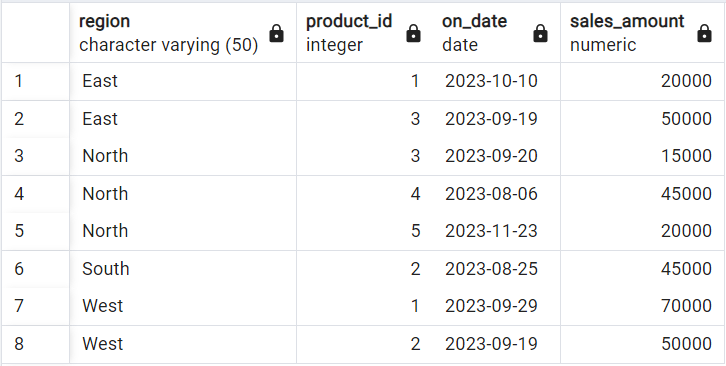 region product_id on_date sales_amount
character varying (50) integer date numeric
1 East 1 2023-10-10 20000
2 East 3 2023-09-19 50000
3 North 3 2023-09-20 15000
4 North 4 2023-08-06 45000
5 North 5 2023-11-23 20000
6 South 2 2023-08-25 45000
7 West 1 2023-09-29 70000
8 West 2 2023-09-19 50000